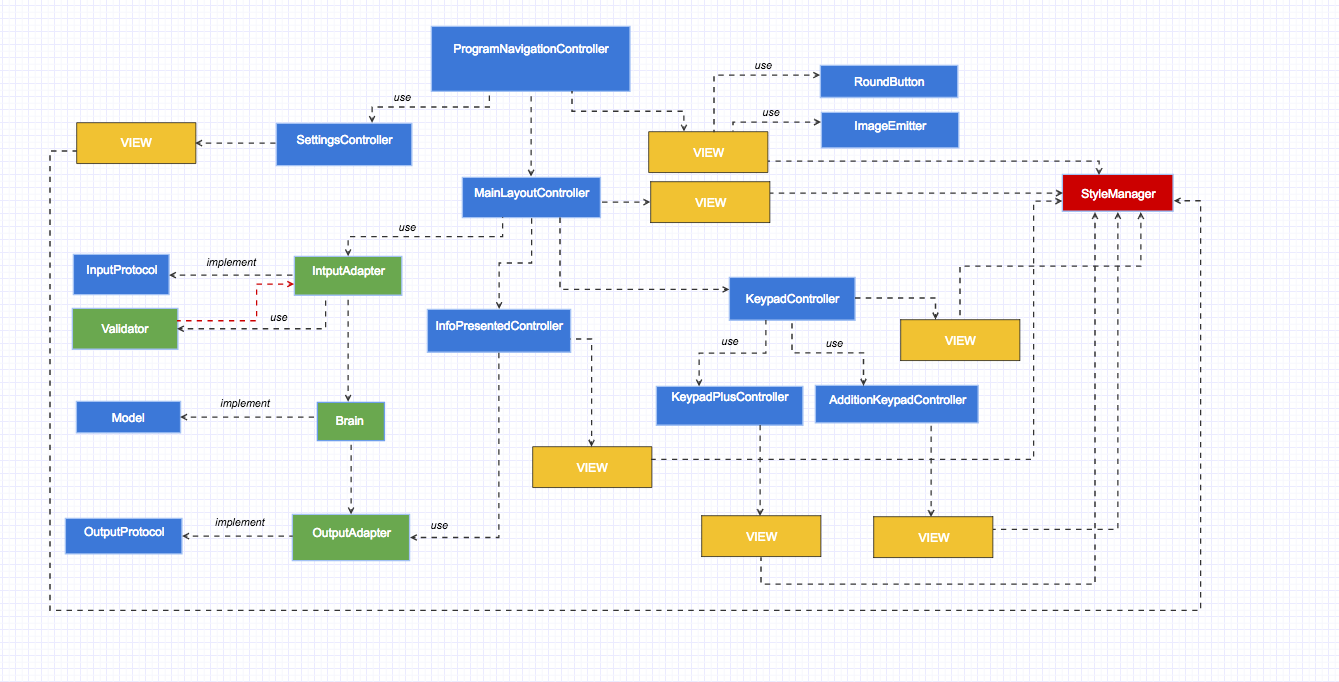 ProgramNavigationController
use
RoundButton
use
use
ImageEmitter
VIEW
SettingsController
VIEW
MainLayoutController
VIEW
StyleManager
use
InputProtocol
implement
IntputAdapter
Validator
use
InfoPresentedController
KeypadController
VIEW
use
use
Model
implement
Brain
KeypadPlusController
AdditionKeypadController
VIEW
OutputProtocol
implement
OutputAdapter
use
VIEW
VIEW